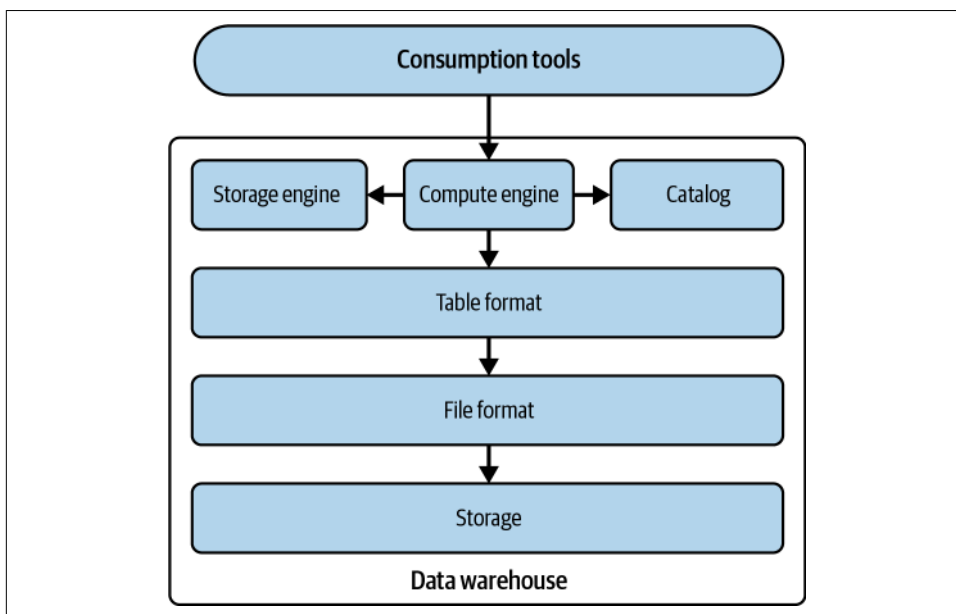 Consumption tools
Storage engine
Compute engine
Catalog
Table format
File format
Storage
Data warehouse